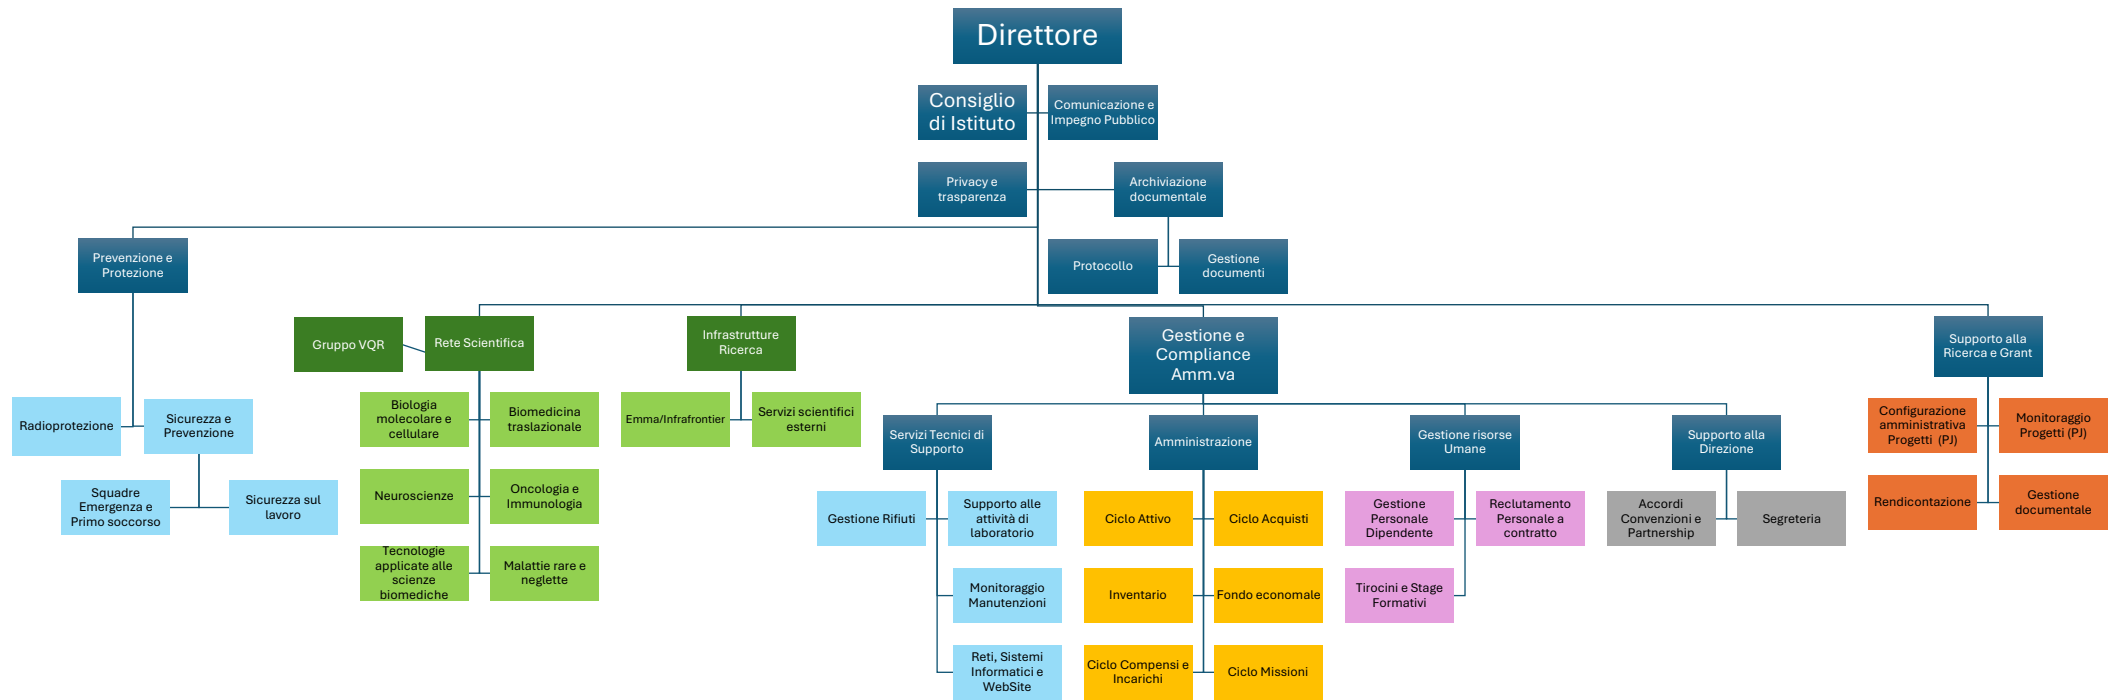 Direttore
Consiglio
di Istituto
Comunicazione e
Impegno Pubblico
Privacy e
trasparenza
Archiviazione
documentale
Prevenzione e
Protezione
Protocollo
Gestione
documenti
Gruppo VQR
Rete Scientifica
Infrastrutture
Ricerca
Gestione e
Compliance
Amm.va
Supporto alla
Ricerca e Grant
Radioprotezione
Sicurezza e
Prevenzione
Squadre
Emergenza e
Primo soccorso
Sicurezza sul
lavoro
Biologia
molecolare e
cellulare
Biomedicina
traslazionale
Neuroscienze
Oncologia e
Immunologia
Tecnologie
applicate alle
scienze
biomediche
Malattie rare e
neglette
Emma/Infrafrontier
Servizi scientifici
esterni
Servizi Tecnici di
Supporto
Amministrazione
Gestione risorse
Umane
Supporto alla
Direzione
Gestione Rifiuti
Supporto alle
attività di
laboratorio
Monitoraggio
Manutenzioni
Reti, Sistemi
Informatici e
WebSite
Ciclo Attivo
Ciclo Acquisti
Inventario
Fondo economale
Ciclo Compensi e
Incarichi
Ciclo Missioni
Gestione
Personale
Dipendente
Reclutamento
Personale a
contratto
Tirocini e Stage
Formativi
Accordi
Convenzioni e
Partnership
Segreteria
Configurazione
amministrativa
Progetti (PJ)
Monitoraggio
Progetti (PJ)
Rendicontazione
Gestione
documentale